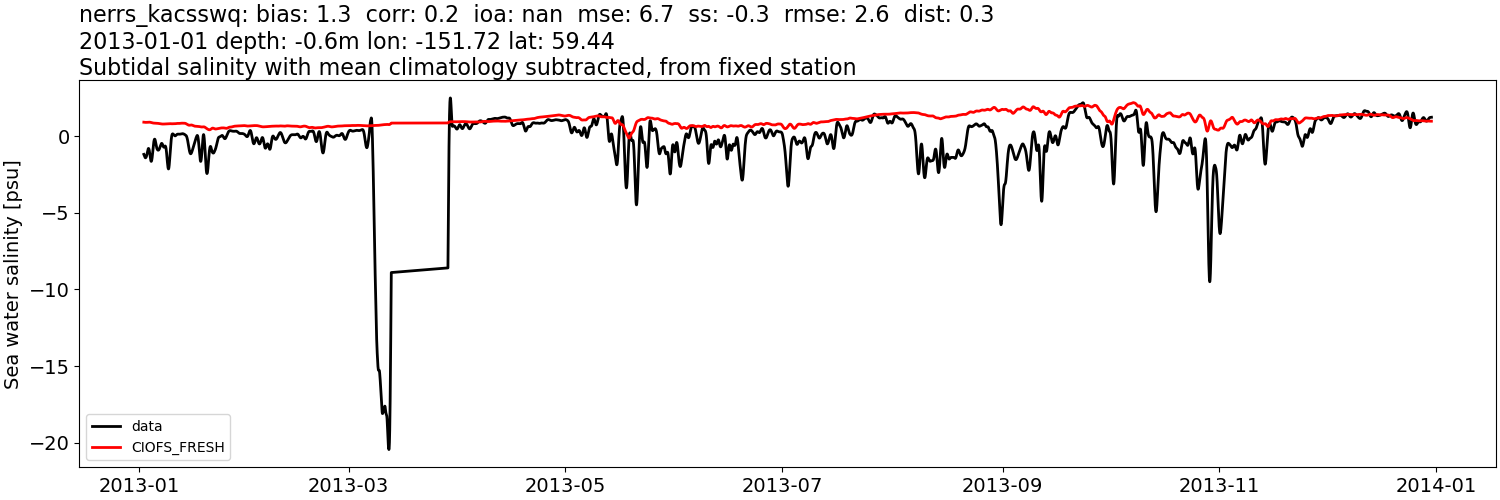 nerrs_kacsswq: bias: 1.3  corr: 0.2  ioa: nan  mse: 6.7  ss: -0.3  rmse: 2.6  dist: 0.3
2013-01-01 depth: -0.6m lon: -151.72 lat: 59.44
Subtidal salinity with mean climatology subtracted, from fixed station
Sea water salinity [psu]
0
−5
−10
−15
−20
data
CIOFS_FRESH
2013-01
2013-03
2013-05
2013-07
2013-09
2013-11
2014-01